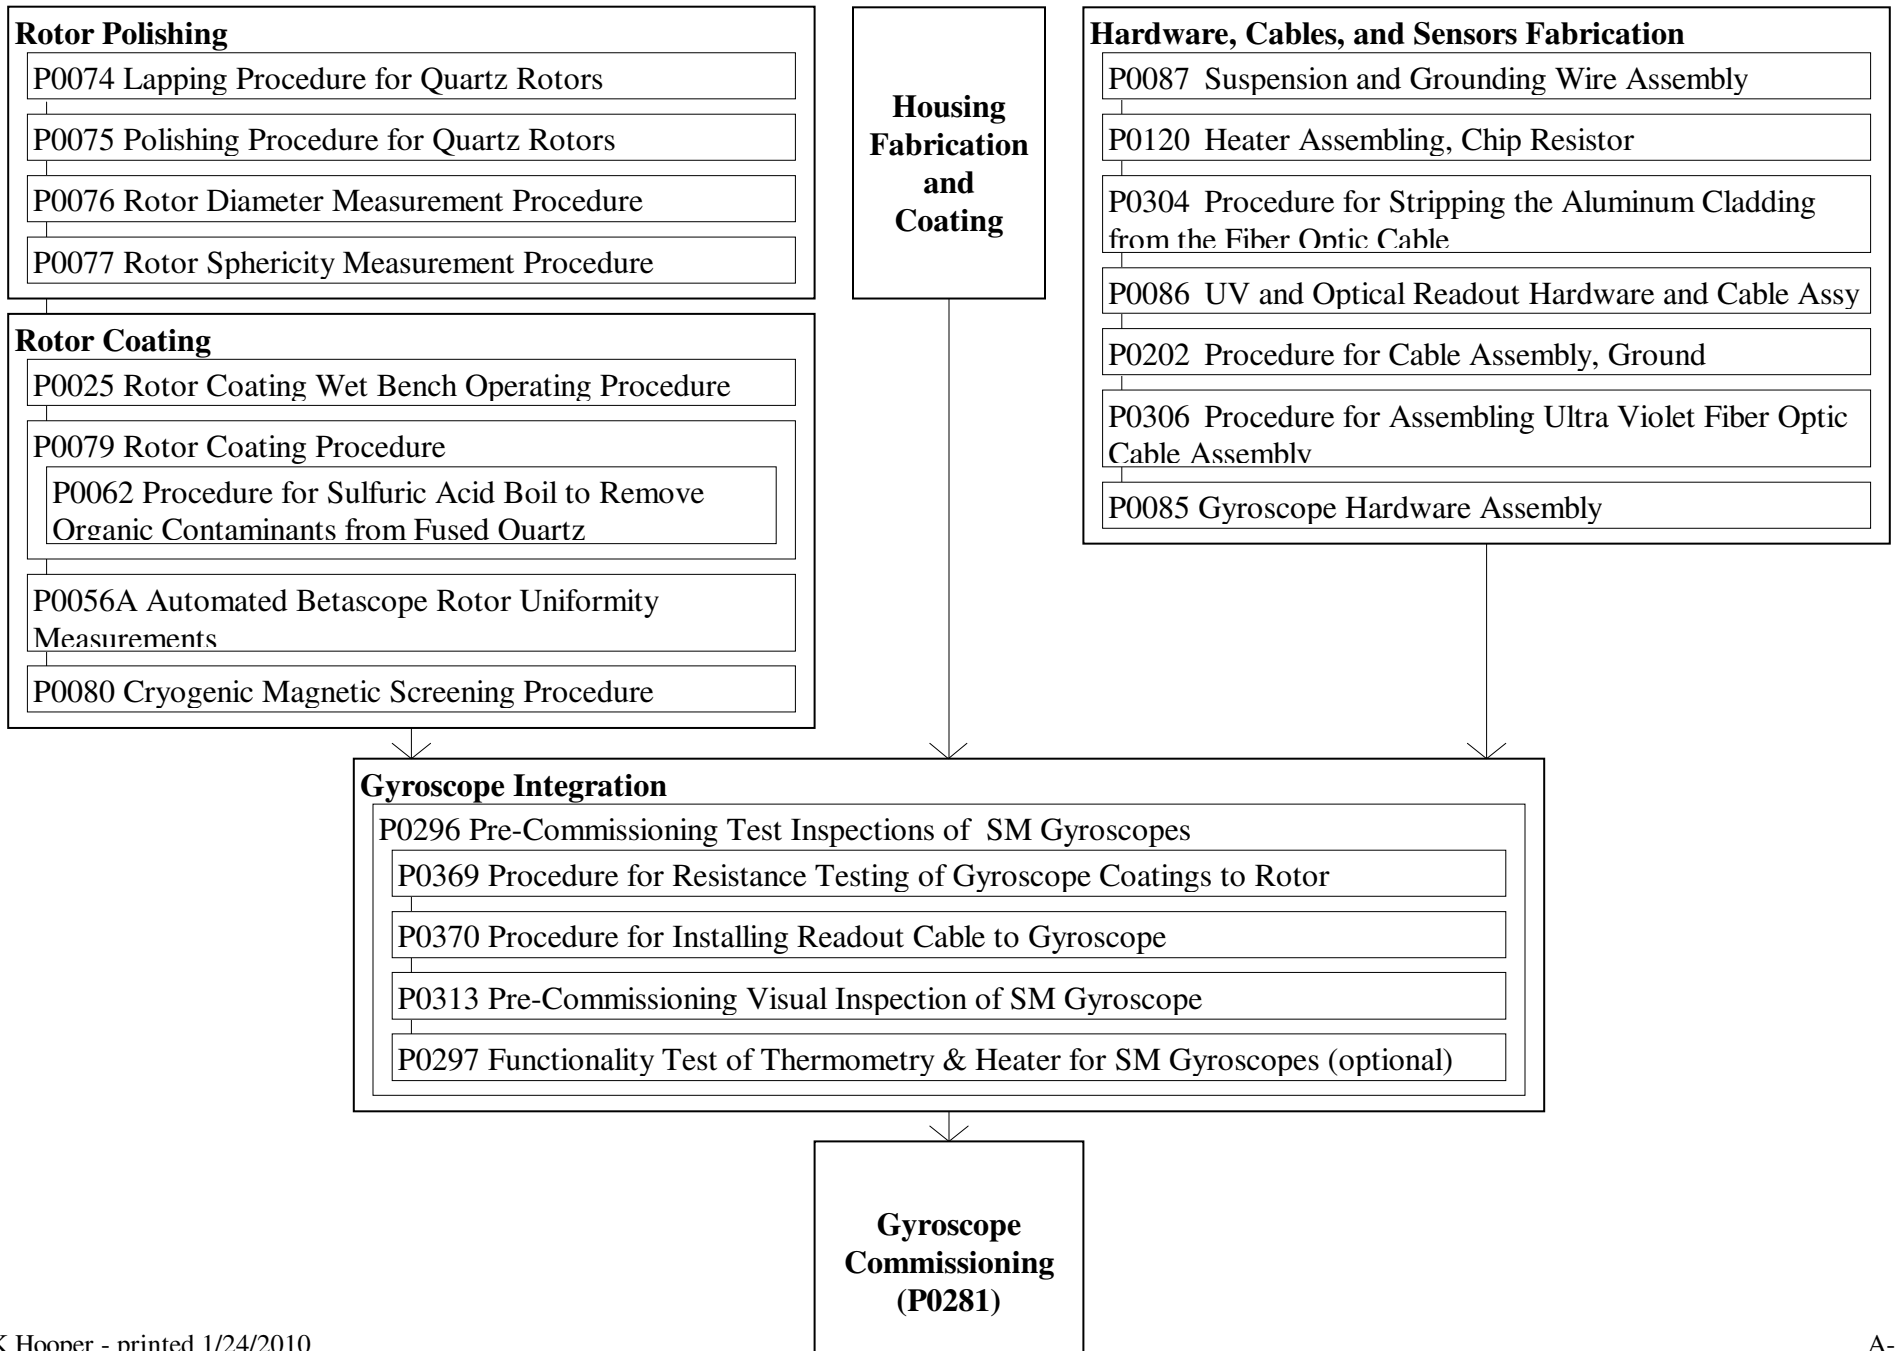 Rotor Polishing
P0074 Lapping Procedure for Quartz Rotors
P0075 Polishing Procedure for Quartz Rotors
P0076 Rotor Diameter Measurement Procedure
P0077 Rotor Sphericity Measurement Procedure
Rotor Coating
P0025 Rotor Coating Wet Bench Operating Procedure
P0079 Rotor Coating Procedure
P0062 Procedure for Sulfuric Acid Boil to Remove
Organic Contaminants from Fused Quartz
P0056A Automated Betascope Rotor Uniformity
Measurements
P0080 Cryogenic Magnetic Screening Procedure
Housing
Fabrication
and
Coating
Hardware, Cables, and Sensors Fabrication
P0087 Suspension and Grounding Wire Assembly
P0120 Heater Assembling, Chip Resistor
P0304 Procedure for Stripping the Aluminum Cladding
from the Fiber Optic Cable
P0086 UV and Optical Readout Hardware and Cable Assy
P0202 Procedure for Cable Assembly, Ground
P0306 Procedure for Assembling Ultra Violet Fiber Optic
Cable Assembly
P0085 Gyroscope Hardware Assembly
Gyroscope Integration
P0296 Pre-Commissioning Test Inspections of SM Gyroscopes
P0369 Procedure for Resistance Testing of Gyroscope Coatings to Rotor
P0370 Procedure for Installing Readout Cable to Gyroscope
P0313 Pre-Commissioning Visual Inspection of SM Gyroscope
P0297 Functionality Test of Thermometry & Heater for SM Gyroscopes (optional)
Gyroscope
Commissioning
(P0281)
K Hooper - printed 1/24/2010
A-